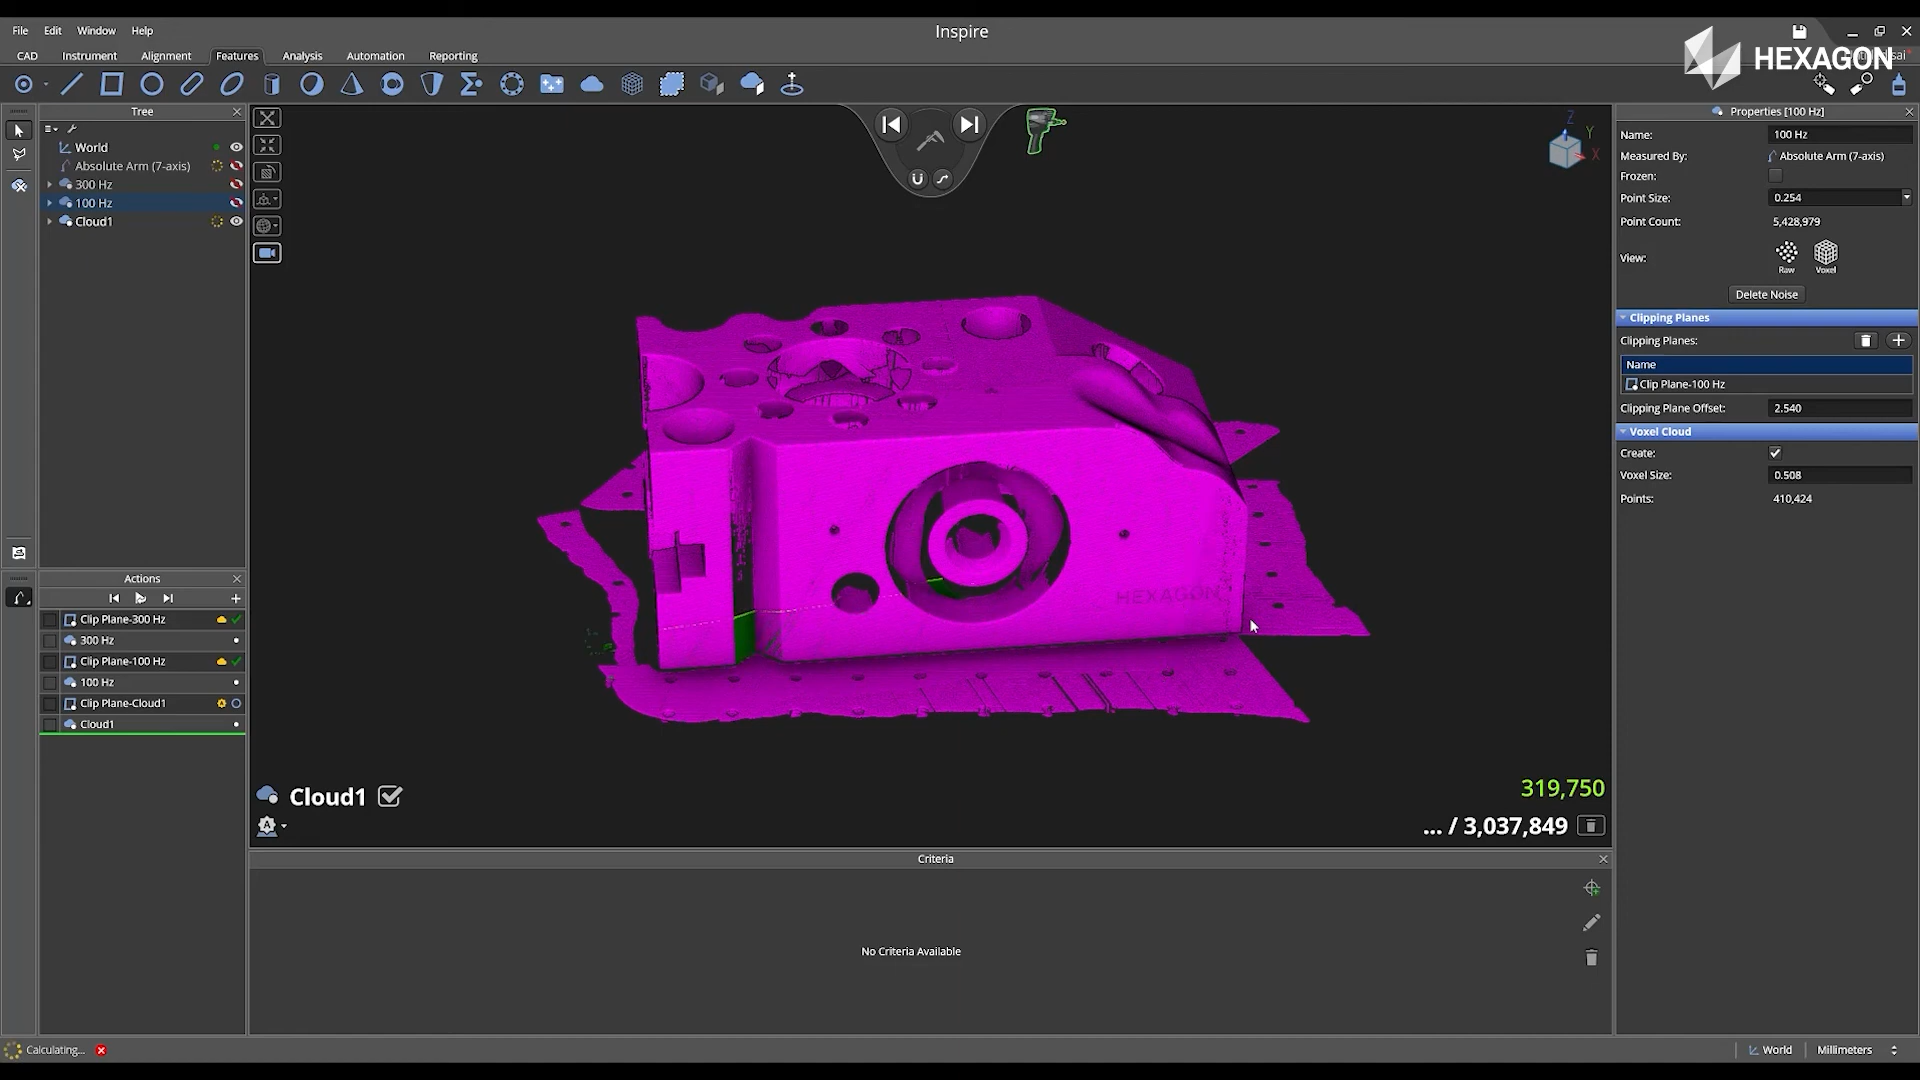 File Edit Window Help
Inspire
HEXAGON
CAD Instrument Alignment Features Analysis Automation Reporting
Tree
World
Absolute Arm (7-axis)
300 Hz
100 Hz
Cloud1
Actions
Clip Plane-300 Hz
300 Hz
Clip Plane-100 Hz
100 Hz
Clip Plane-Cloud1
Cloud1
Z
Y
X
HEXAGON
Cloud1
A
319,750
... / 3,037,849
Criteria
No Criteria Available
Properties [100 Hz]
Name: 100 Hz
Measured By: Absolute Arm (7-axis)
Frozen:
Point Size: 0.254
Point Count: 5,428,979
View: Raw Voxel
Delete Noise
Clipping Planes
Clipping Planes:
Name
Clip Plane-100 Hz
Clipping Plane Offset: 2.540
Voxel Cloud
Create:
Voxel Size: 0.508
Points: 410,424
Calculating...
World Millimeters